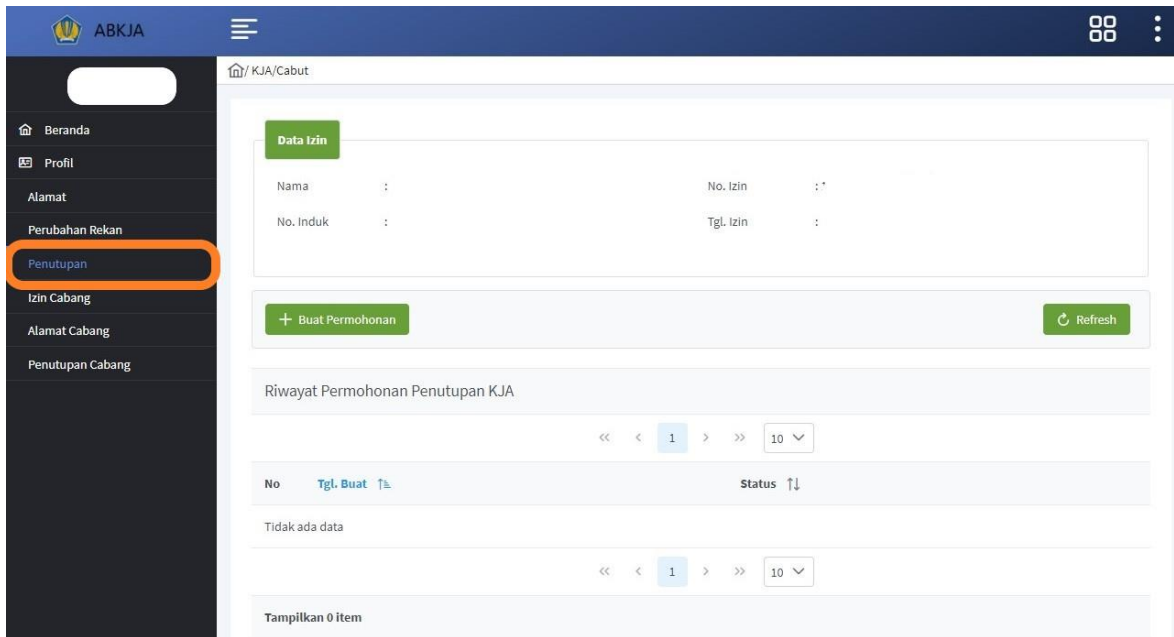 ABKJA
/ KJA/Cabut
Beranda
Profil
Alamat
Perubahan Rekan
Penutupan
Izin Cabang
Alamat Cabang
Penutupan Cabang
Data Izin
Nama : No. Izin : *
No. Induk : Tgl. Izin :
+ Buat Permohonan Refresh
Riwayat Permohonan Penutupan KJA
<< < 1 > >> 10
No Tgl. Buat Status
Tidak ada data
<< < 1 > >> 10
Tampilkan 0 item